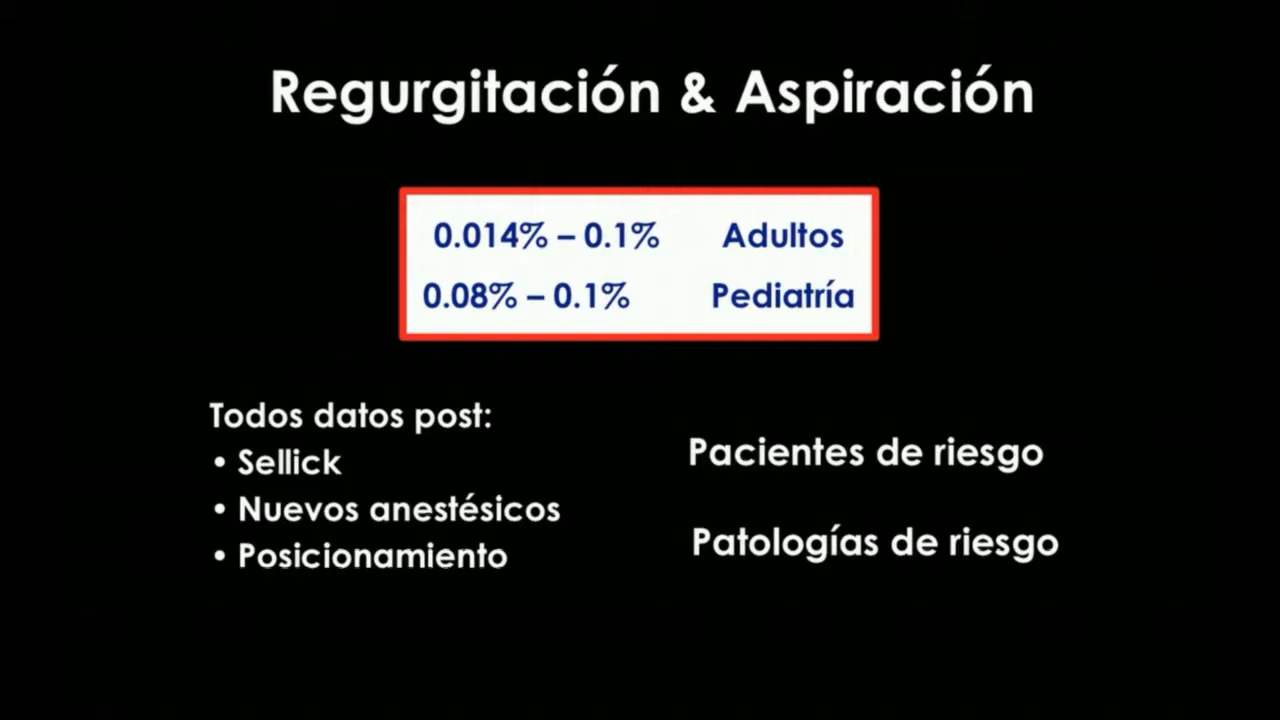 Regurgitación & Aspiración
0.014% – 0.1% Adultos
0.08% – 0.1% Pediatría
Todos datos post:
• Sellick
• Nuevos anestésicos
• Posicionamiento
Pacientes de riesgo
Patologías de riesgo